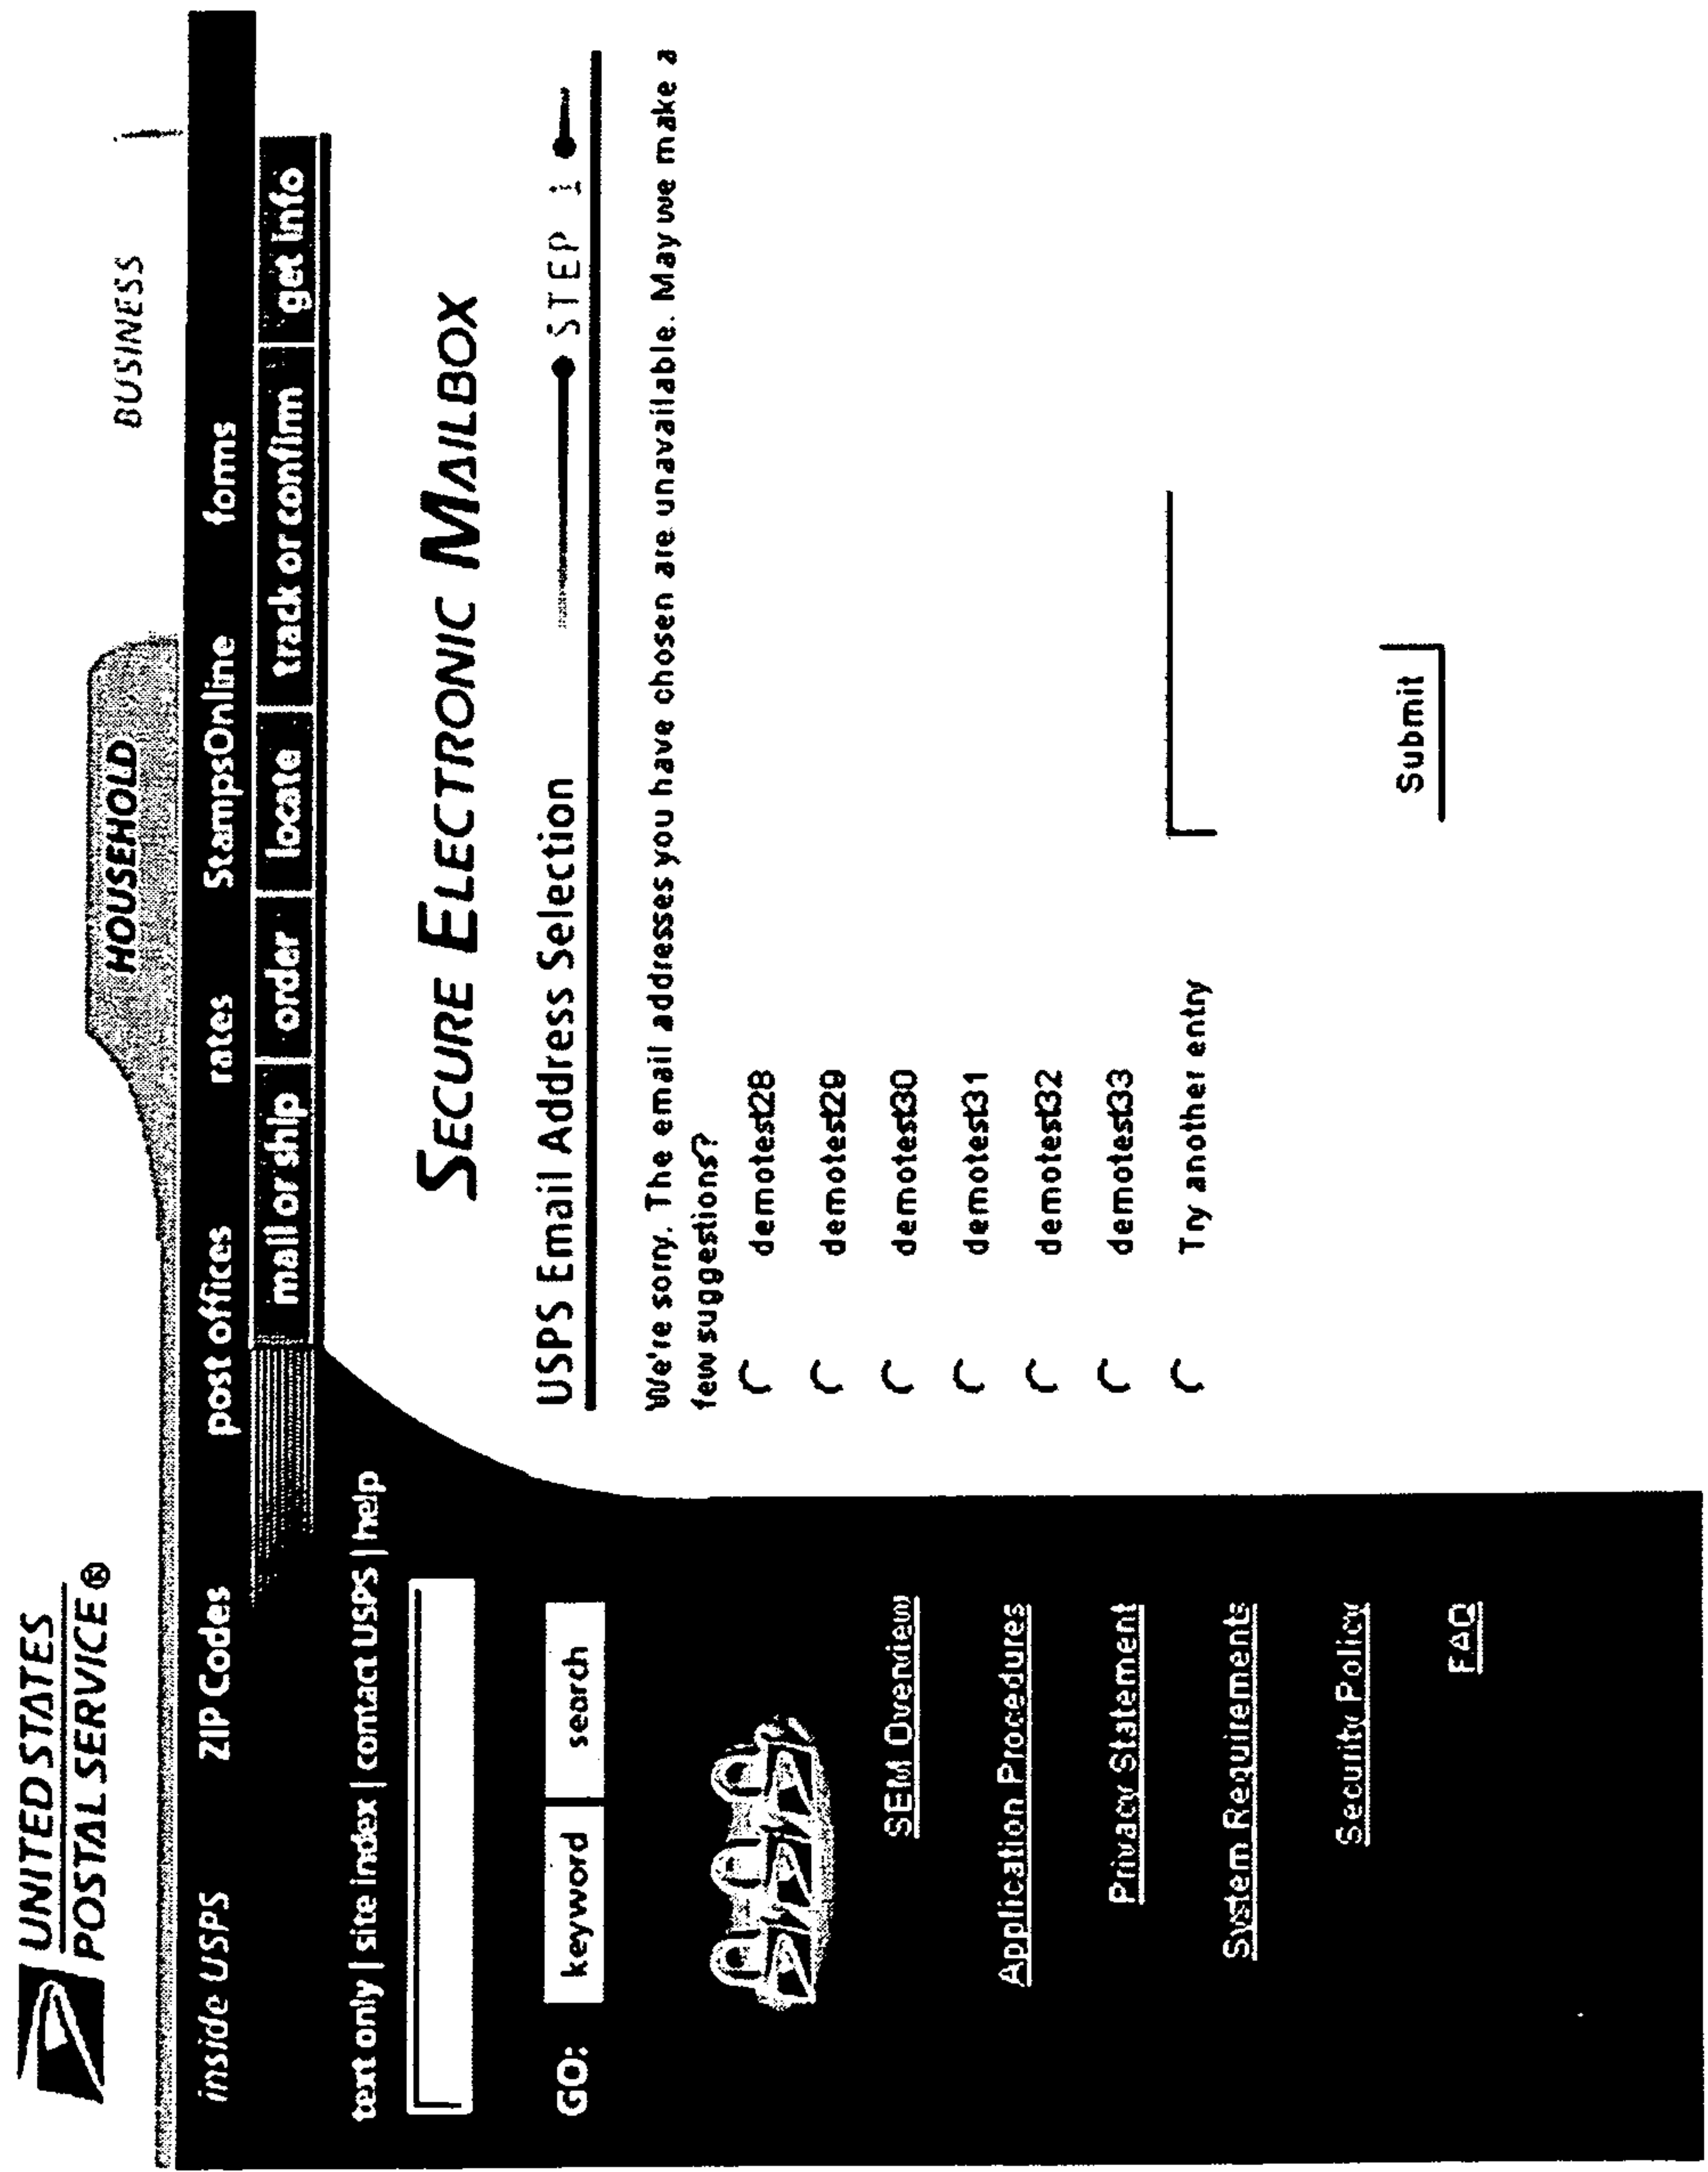 UNITED STATES
POSTAL SERVICE®
HOUSEHOLD
BUSINESS
inside USPS ZIP Codes post offices rates StampsOnline forms
mail or ship order locate track or confirm get info
text only | site index | contact USPS | help
GO: keyword search
SEM Overview
Application Procedures
Privacy Statement
System Requirements
Security Policy
FAQ
SECURE ELECTRONIC MAILBOX
USPS Email Address Selection STEP 1
We're sorry. The email addresses you have chosen are unavailable. May we make a
few suggestions?
demotest28
demotest29
demotest30
demotest31
demotest32
demotest33
Try another entry
Submit